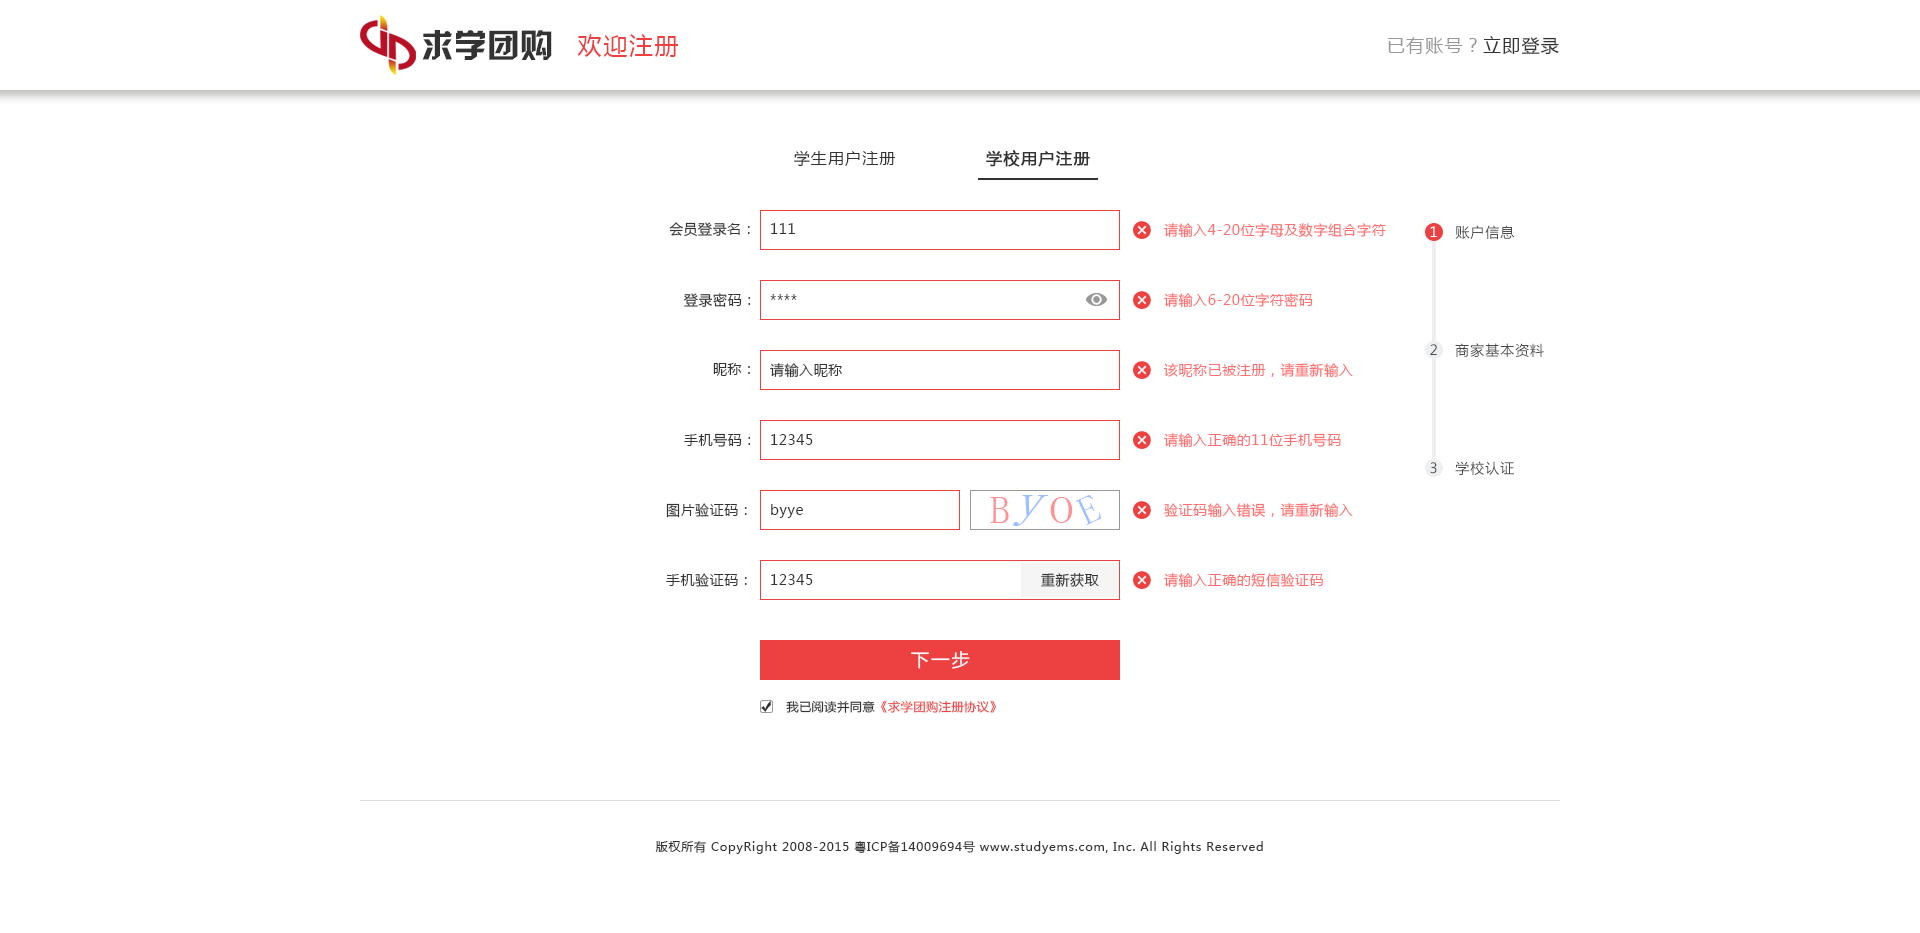 求学团购 欢迎注册 已有账号？立即登录
学生用户注册 学校用户注册
会员登录名： 111 请输入4-20位字母及数字组合字符 1 账户信息
登录密码： **** 请输入6-20位字符密码
2 商家基本资料
昵称： 请输入昵称 该昵称已被注册，请重新输入
手机号码： 12345 请输入正确的11位手机号码
3 学校认证
图片验证码： byye BYOE 验证码输入错误，请重新输入
手机验证码： 12345 重新获取 请输入正确的短信验证码
下一步
我已阅读并同意《求学团购注册协议》
版权所有 CopyRight 2008-2015 粤ICP备14009694号 www.studyems.com, Inc. All Rights Reserved